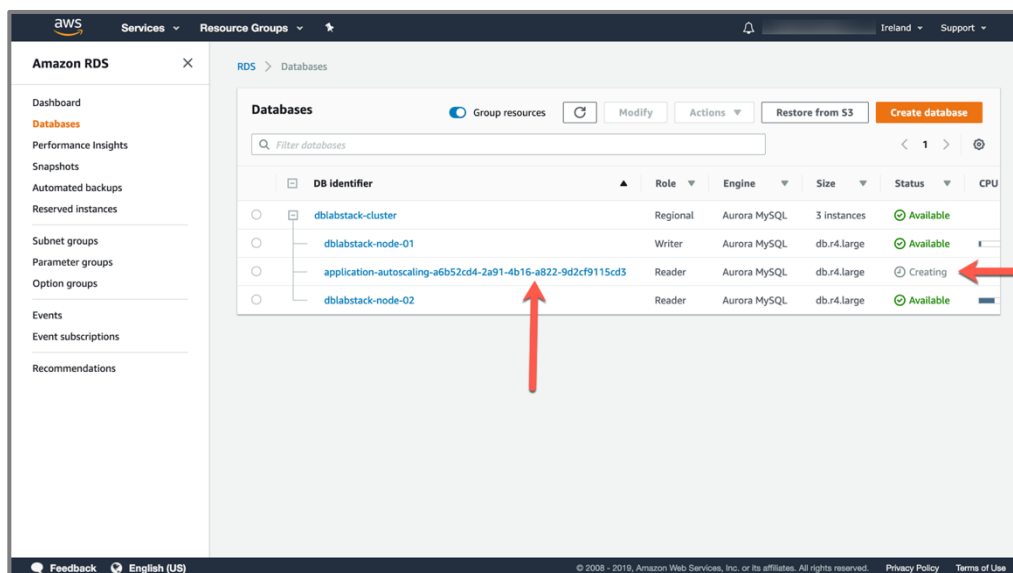 aws Services Resource Groups Ireland Support
Amazon RDS
Dashboard
Databases
Performance Insights
Snapshots
Automated backups
Reserved instances
Subnet groups
Parameter groups
Option groups
Events
Event subscriptions
Recommendations
RDS > Databases
Databases Group resources Modify Actions Restore from S3 Create database
Filter databases 1
DB identifier Role Engine Size Status CPU
dblabstack-cluster Regional Aurora MySQL 3 instances Available
dblabstack-node-01 Writer Aurora MySQL db.r4.large Available
application-autoscaling-a6b52cd4-2a91-4b16-a822-9d2cf9115cd3 Reader Aurora MySQL db.r4.large Creating
dblabstack-node-02 Reader Aurora MySQL db.r4.large Available
Feedback English (US) © 2008 - 2019, Amazon Web Services, Inc. or its affiliates. All rights reserved. Privacy Policy Terms of Use